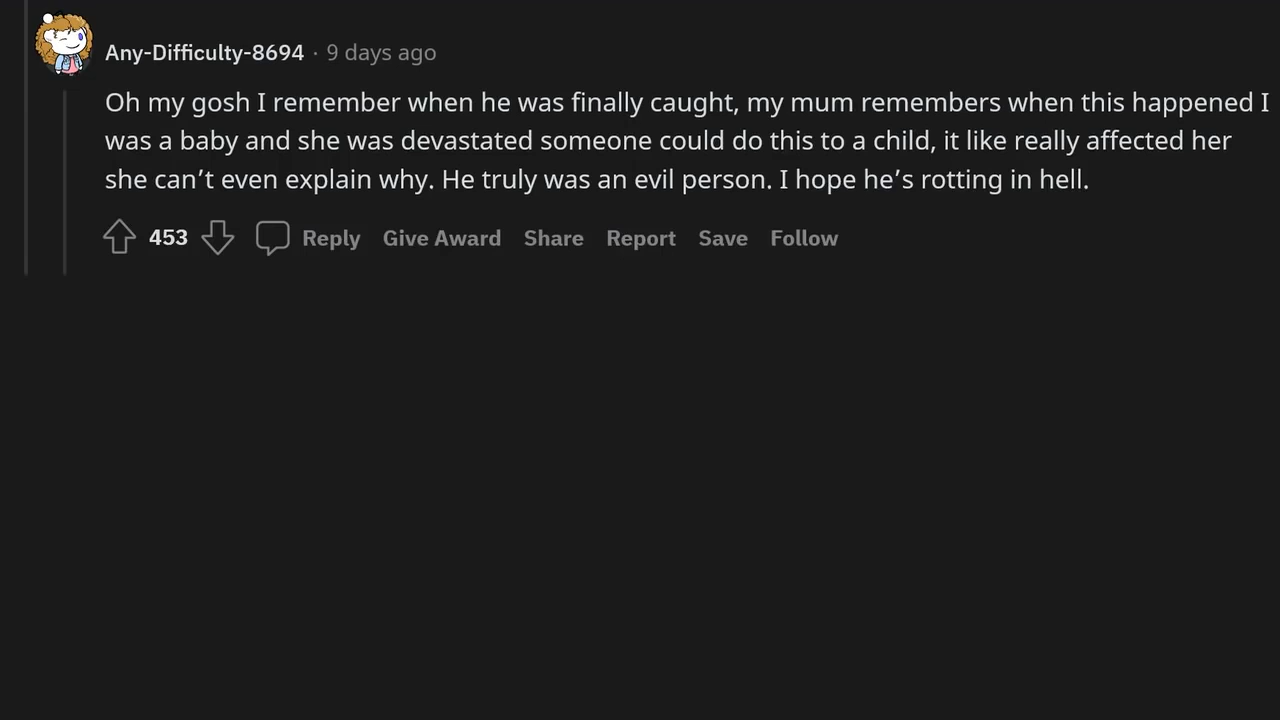 Any-Difficulty-8694 · 9 days ago
Oh my gosh I remember when he was finally caught, my mum remembers when this happened I
was a baby and she was devastated someone could do this to a child, it like really affected her
she can’t even explain why. He truly was an evil person. I hope he’s rotting in hell.
453 Reply Give Award Share Report Save Follow